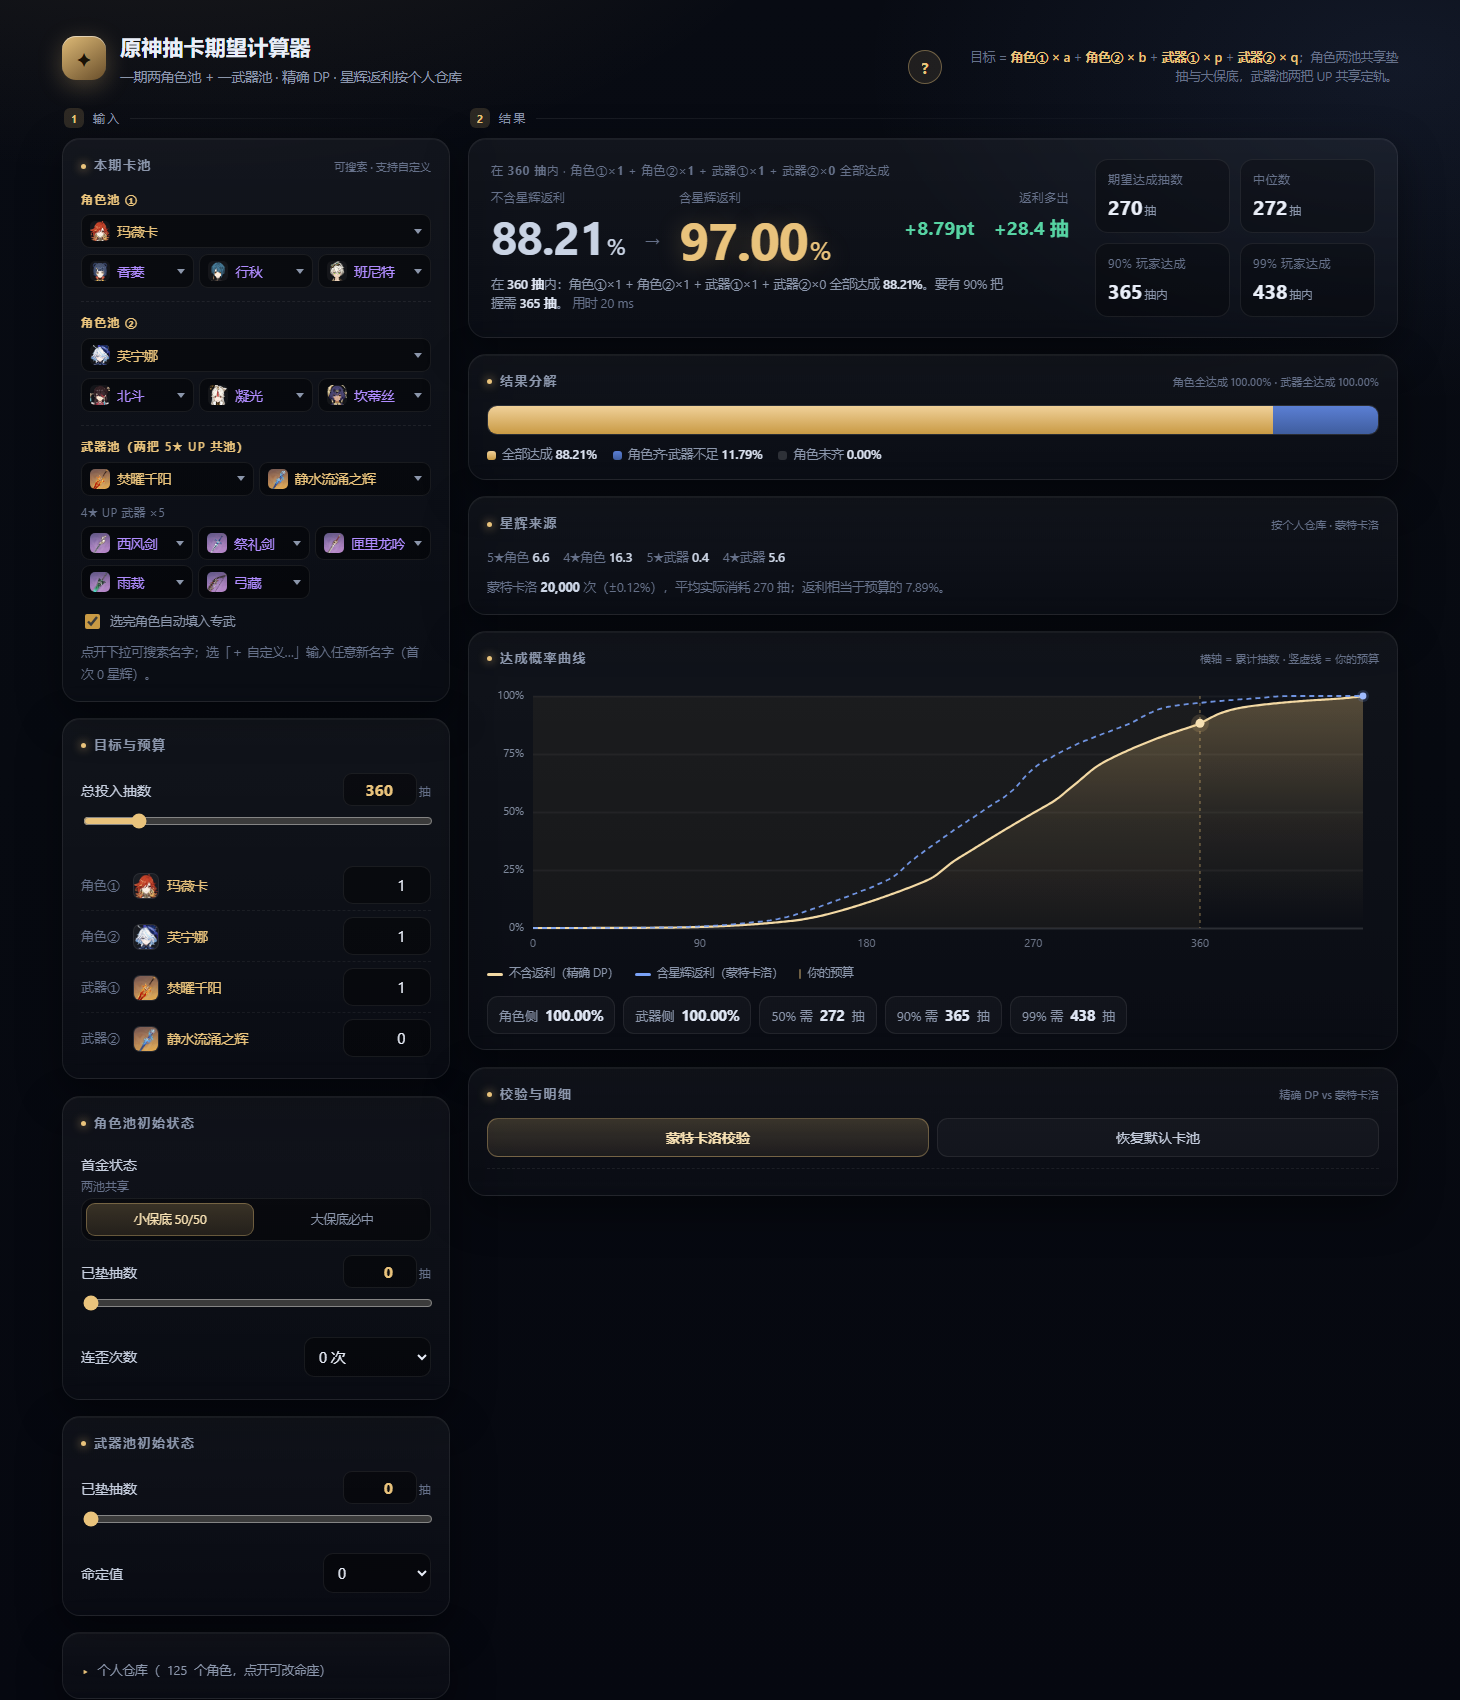 原神抽卡期望计算器
一期两角色池 + 一武器池 · 精确 DP · 星辉返利按个人仓库
?
目标 = 角色① × a + 角色② × b + 武器① × p + 武器② × q；角色两池共享垫
抽与大保底，武器池两把 UP 共享定轨。
1 输入
本期卡池 可搜索 · 支持自定义
角色池 ①
玛薇卡
香菱 行秋 班尼特
角色池 ②
芙宁娜
北斗 凝光 坎蒂丝
武器池（两把 5★ UP 共池）
焚曜千阳 静水流涌之辉
4★ UP 武器 ×5
西风剑 祭礼剑 匣里龙吟
雨裁 弓藏
选完角色自动填入专武
点开下拉可搜索名字；选「＋ 自定义…」输入任意新名字（首
次 0 星辉）。
目标与预算
总投入抽数 360 抽
角色① 玛薇卡 1
角色② 芙宁娜 1
武器① 焚曜千阳 1
武器② 静水流涌之辉 0
角色池初始状态
首金状态
两池共享
小保底 50/50 大保底必中
已垫抽数 0 抽
连歪次数 0 次
武器池初始状态
已垫抽数 0 抽
命定值 0
▸ 个人仓库（ 125 个角色，点开可改命座）
2 结果
在 360 抽内 · 角色①×1 + 角色②×1 + 武器①×1 + 武器②×0 全部达成
不含星辉返利 含星辉返利 返利多出
88.21% → 97.00% +8.79pt +28.4 抽
在 360 抽内：角色①×1 + 角色②×1 + 武器①×1 + 武器②×0 全部达成 88.21%。要有 90% 把
握需 365 抽。 用时 20 ms
期望达成抽数
270 抽
中位数
272 抽
90% 玩家达成
365 抽内
99% 玩家达成
438 抽内
结果分解 角色全达成 100.00% · 武器全达成 100.00%
全部达成 88.21% 角色齐·武器不足 11.79% 角色未齐 0.00%
星辉来源 按个人仓库 · 蒙特卡洛
5★角色 6.6 4★角色 16.3 5★武器 0.4 4★武器 5.6
蒙特卡洛 20,000 次（±0.12%），平均实际消耗 270 抽；返利相当于预算的 7.89%。
达成概率曲线 横轴 = 累计抽数 · 竖虚线 = 你的预算
100%
75%
50%
25%
0%
0 90 180 270 360
不含返利（精确 DP） 含星辉返利（蒙特卡洛） 你的预算
角色侧 100.00% 武器侧 100.00% 50% 需 272 抽 90% 需 365 抽 99% 需 438 抽
校验与明细 精确 DP vs 蒙特卡洛
蒙特卡洛校验 恢复默认卡池